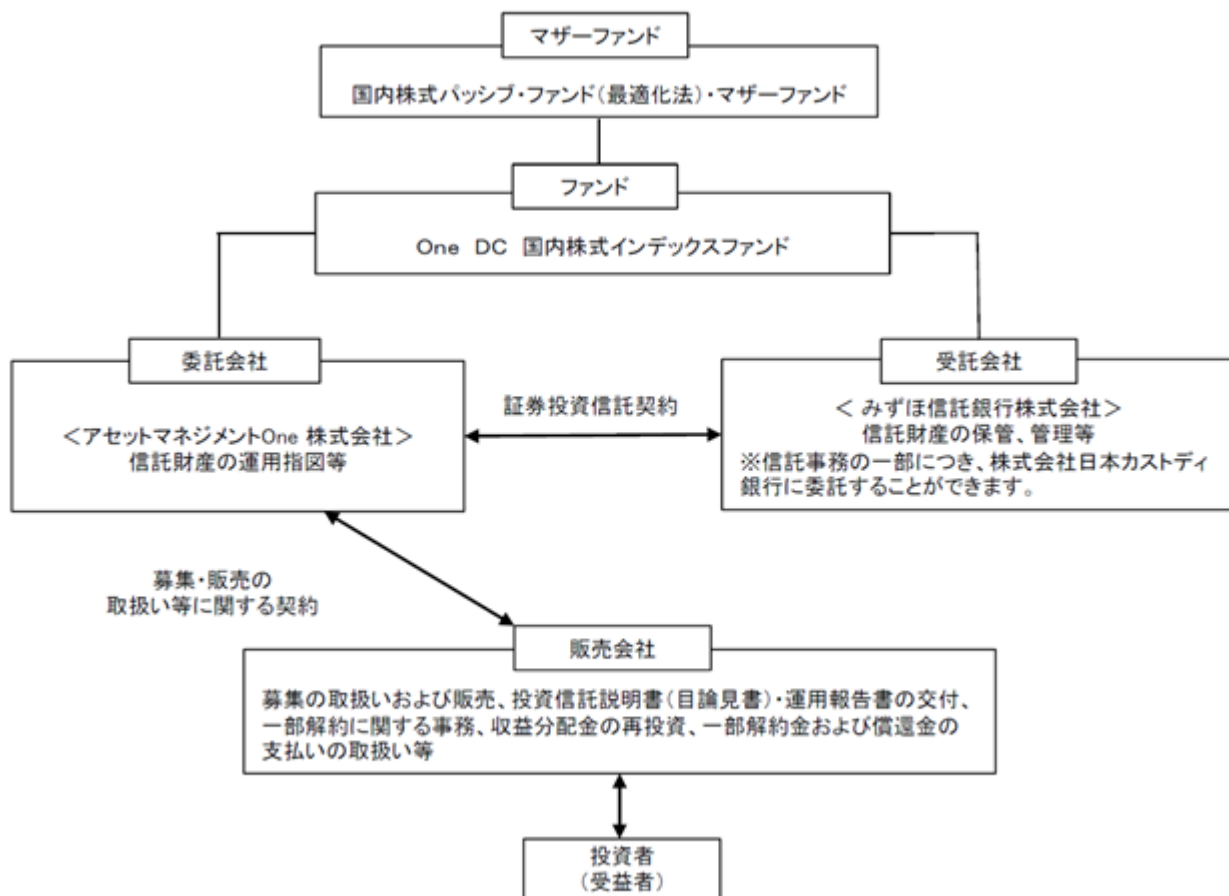 マザーファンド
国内株式パッシブ・ファンド(最適化法)・マザーファンド
ファンド
One DC 国内株式インデックスファンド
委託会社
<アセットマネジメントOne 株式会社>
信託財産の運用指図等
証券投資信託契約
受託会社
< みずほ信託銀行株式会社>
信託財産の保管、管理等
※信託事務の一部につき、株式会社日本カストディ
銀行に委託することができます。
募集・販売の
取扱い等に関する契約
販売会社
募集の取扱いおよび販売、投資信託説明書(目論見書)・運用報告書の交付、
一部解約に関する事務、収益分配金の再投資、一部解約金および償還金の
支払いの取扱い等
投資者
(受益者)